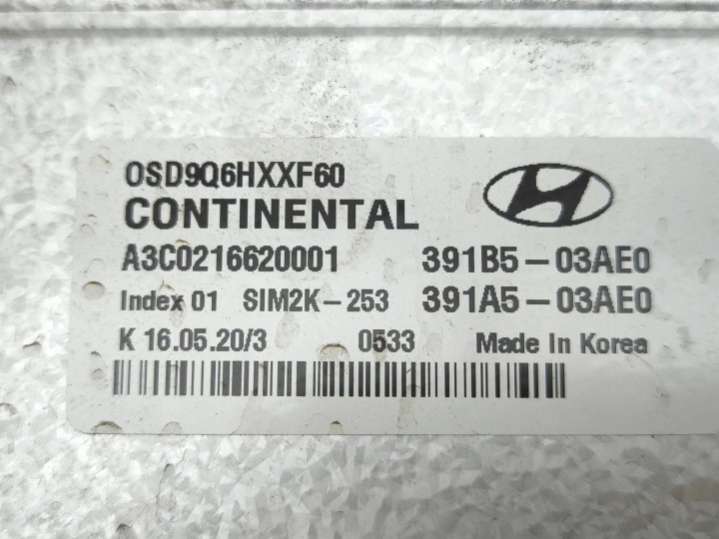 OSD9Q6HXXF60
CONTINENTAL
A3C0216620001 391B5-03AE0
Index 01 SIM2K-253 391A5-03AE0
K 16.05.20/3 0533 Made In Korea